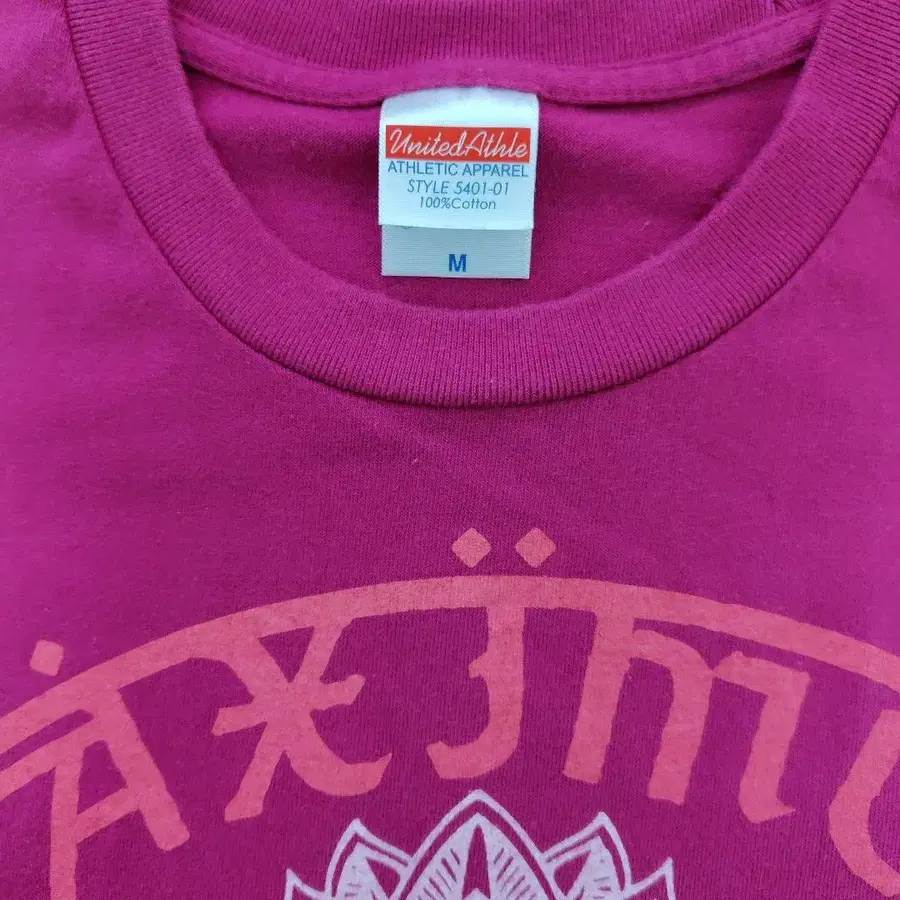 UnitedAthle
ATHLETIC APPAREL
STYLE 5401-01
100%Cotton
M